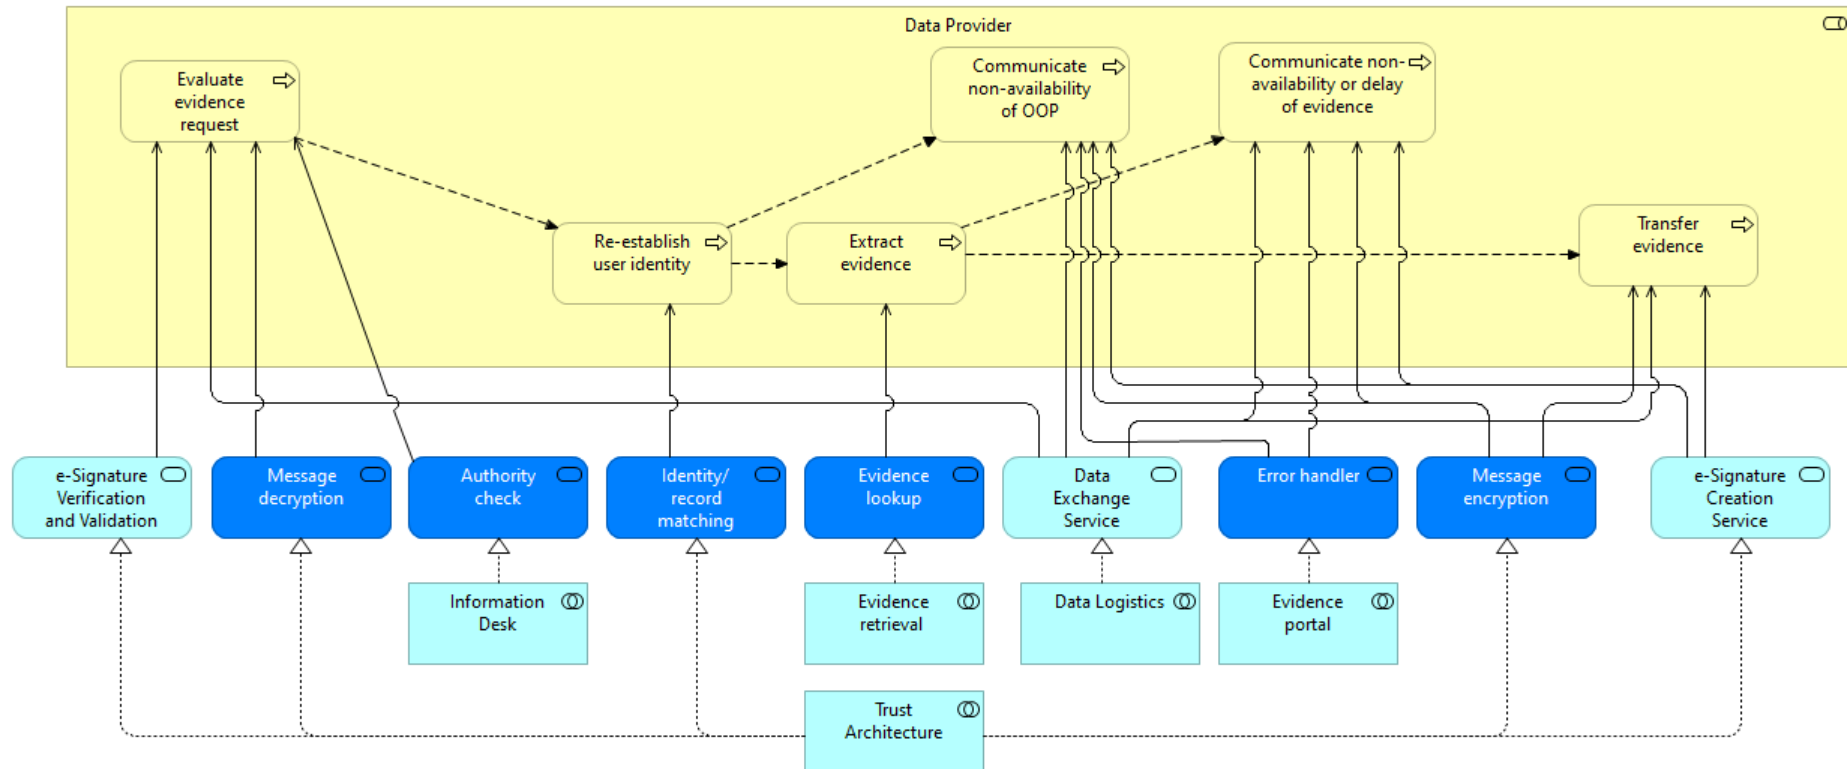 Data Provider
Evaluate
evidence
request
Communicate
non-availability
of OOP
Communicate non-
availability or delay
of evidence
Re-establish
user identity
Extract
evidence
Transfer
evidence
e-Signature
Verification
and Validation
Message
decryption
Authority
check
Identity/
record
matching
Evidence
lookup
Data
Exchange
Service
Error handler
Message
encryption
e-Signature
Creation
Service
Information
Desk
Evidence
retrieval
Data Logistics
Evidence
portal
Trust
Architecture